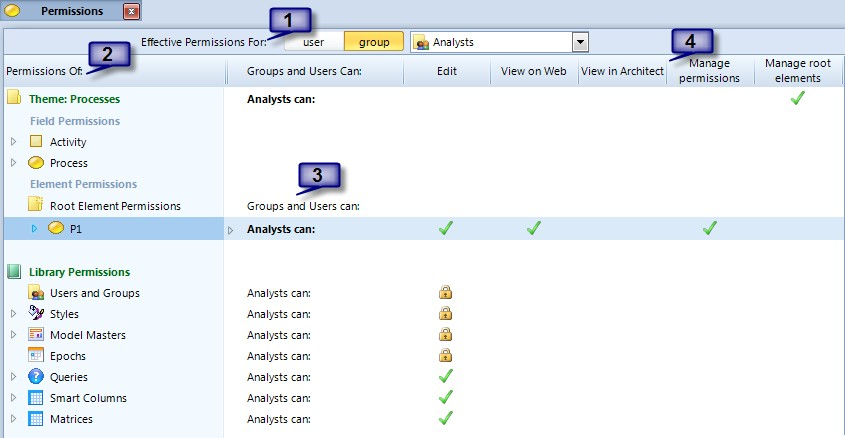 Permissions x
1
Effective Permissions For: user group Analysts
2
4
Permissions Of: Groups and Users Can: Edit View on Web View in Architect Manage permissions Manage root elements
Theme: Processes Analysts can:
Field Permissions
Activity
Process
Element Permissions
3
Root Element Permissions Groups and Users can:
P1 Analysts can:
Library Permissions
Users and Groups Analysts can:
Styles Analysts can:
Model Masters Analysts can:
Epochs Analysts can:
Queries Analysts can:
Smart Columns Analysts can:
Matrices Analysts can: